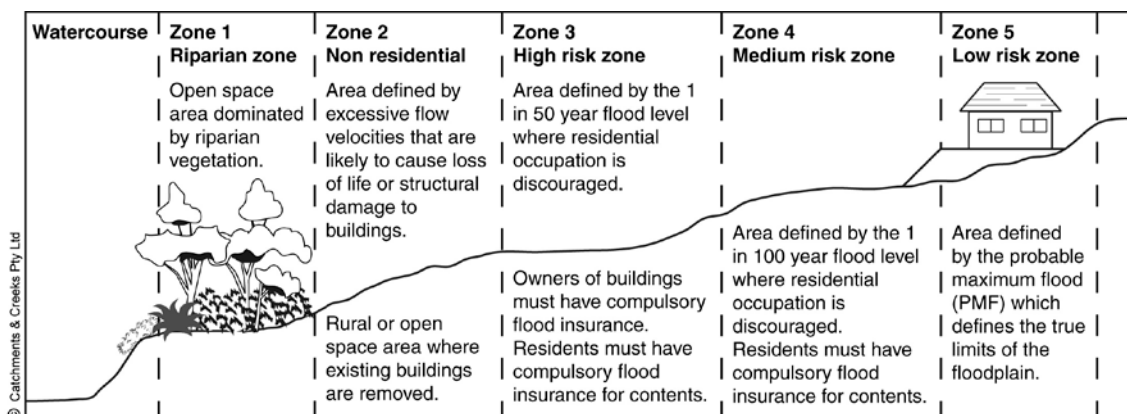 Watercourse
Zone 1
Riparian zone
Open space
area dominated
by riparian
vegetation.
Zone 2
Non residential
Area defined by
excessive flow
velocities that are
likely to cause loss
of life or structural
damage to
buildings.
Rural or open
space area where
existing buildings
are removed.
Zone 3
High risk zone
Area defined by the 1
in 50 year flood level
where residential
occupation is
discouraged.
Owners of buildings
must have compulsory
flood insurance.
Residents must have
compulsory flood
insurance for contents.
Zone 4
Medium risk zone
Area defined by the 1
in 100 year flood level
where residential
occupation is
discouraged.
Residents must have
compulsory flood
insurance for contents.
Zone 5
Low risk zone
Area defined
by the probable
maximum flood
(PMF) which
defines the true
limits of the
floodplain.
© Catchments & Creeks Pty Ltd